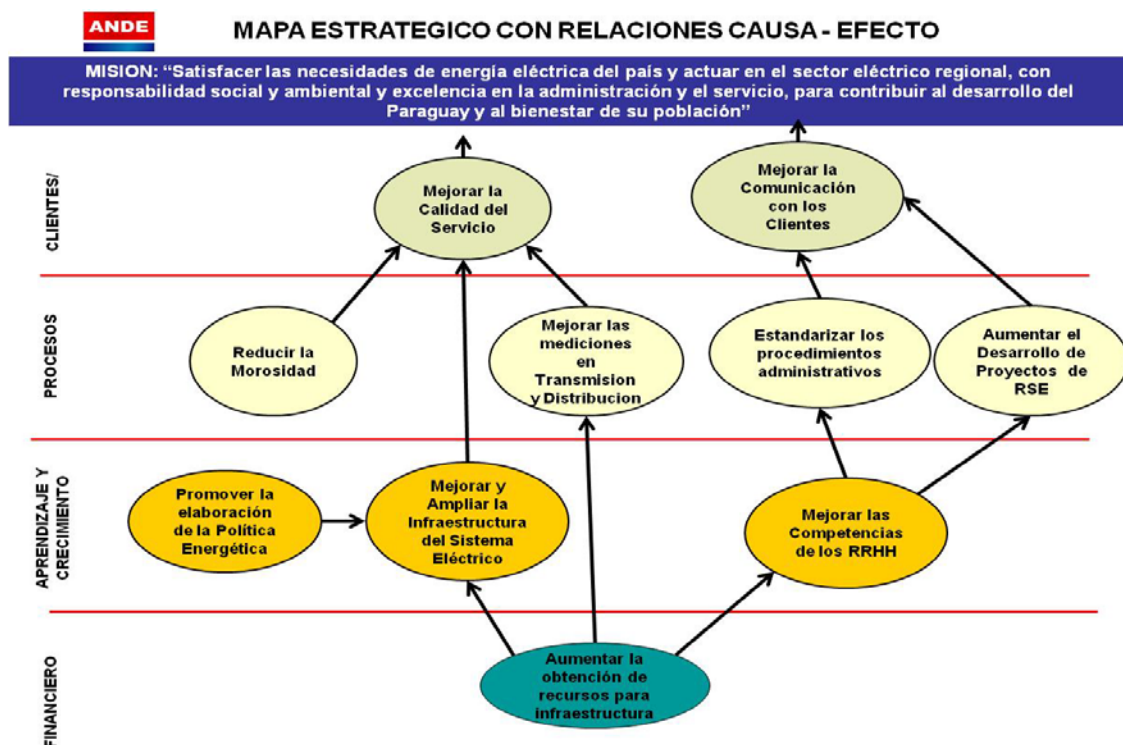 ANDE
MAPA ESTRATEGICO CON RELACIONES CAUSA - EFECTO
MISION: “Satisfacer las necesidades de energía eléctrica del país y actuar en el sector eléctrico regional, con
responsabilidad social y ambiental y excelencia en la administración y el servicio, para contribuir al desarrollo del
Paraguay y al bienestar de su población”
CLIENTES/
Mejorar la
Calidad del
Servicio
Mejorar la
Comunicación
con los
Clientes
PROCESOS
Reducir la
Morosidad
Mejorar las
mediciones
en
Transmision
y Distribucion
Estandarizar los
procedimientos
administrativos
Aumentar el
Desarrollo de
Proyectos de
RSE
APRENDIZAJE Y
CRECIMIENTO
Promover la
elaboración
de la Política
Energética
Mejorar y
Ampliar la
Infraestructura
del Sistema
Eléctrico
Mejorar las
Competencias
de los RRHH
FINANCIERO
Aumentar la
obtención de
recursos para
infraestructura